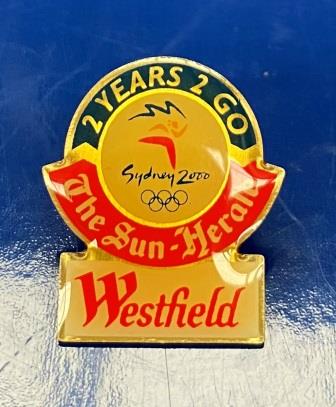 2 YEARS 2 GO
Sydney 2000
The Sun-Herald
Westfield